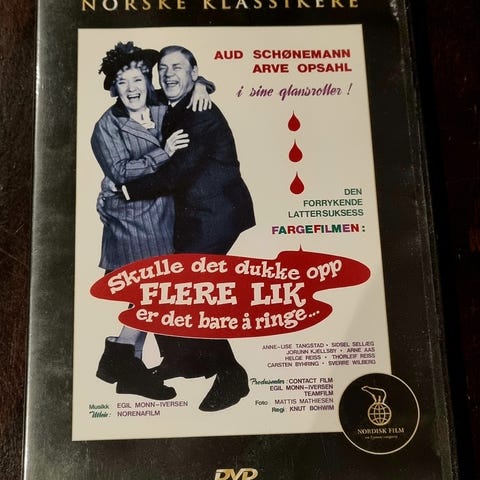 NORSKE KLASSIKERE
AUD SCHØNEMANN
ARVE OPSAHL
i sine glansroller !
DEN
FORRYKENDE
LATTERSUKSESS
FARGEFILMEN:
Skulle det dukke opp
FLERE LIK
er det bare å ringe...
ANNE-LISE TANGSTAD • SIDSEL SELLÆG
JORUNN KJELLSBY • ARNE AAS
HELGE REISS • THORLEIF REISS
CARSTEN BYHRING • SVERRE WILBERG
Produsenter: CONTACT FILM
EGIL MONN-IVERSEN
TEAMFILM
Foto MATTIS MATHIESEN
Regi KNUT BOHWIM
Musikk EGIL MONN-IVERSEN
Utleie: NORENAFILM
NORDISK FILM
an Egmont company
DVD